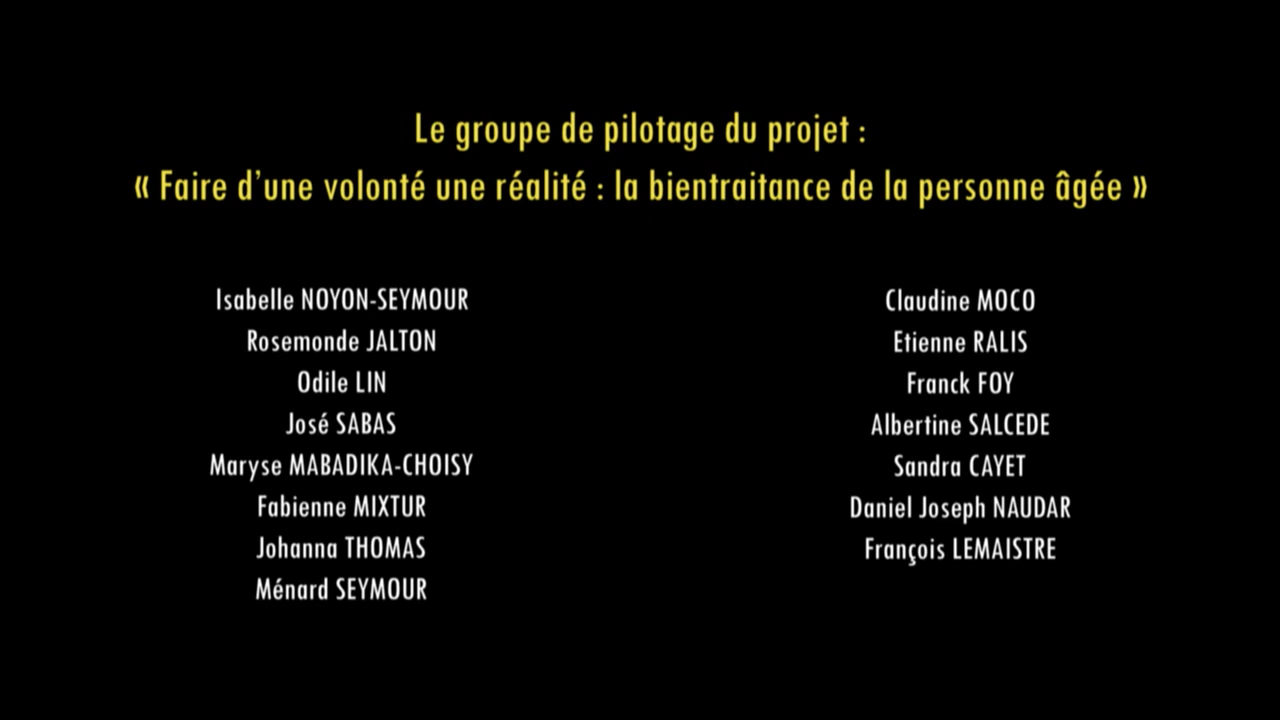 Le groupe de pilotage du projet :
« Faire d’une volonté une réalité : la bientraitance de la personne âgée »
Isabelle NOYON-SEYMOUR
Rosemonde JALTON
Odile LIN
José SABAS
Maryse MABADIKA-CHOISY
Fabienne MIXTUR
Johanna THOMAS
Ménard SEYMOUR
Claudine MOCO
Etienne RALIS
Franck FOY
Albertine SALCEDE
Sandra CAYET
Daniel Joseph NAUDAR
François LEMAISTRE